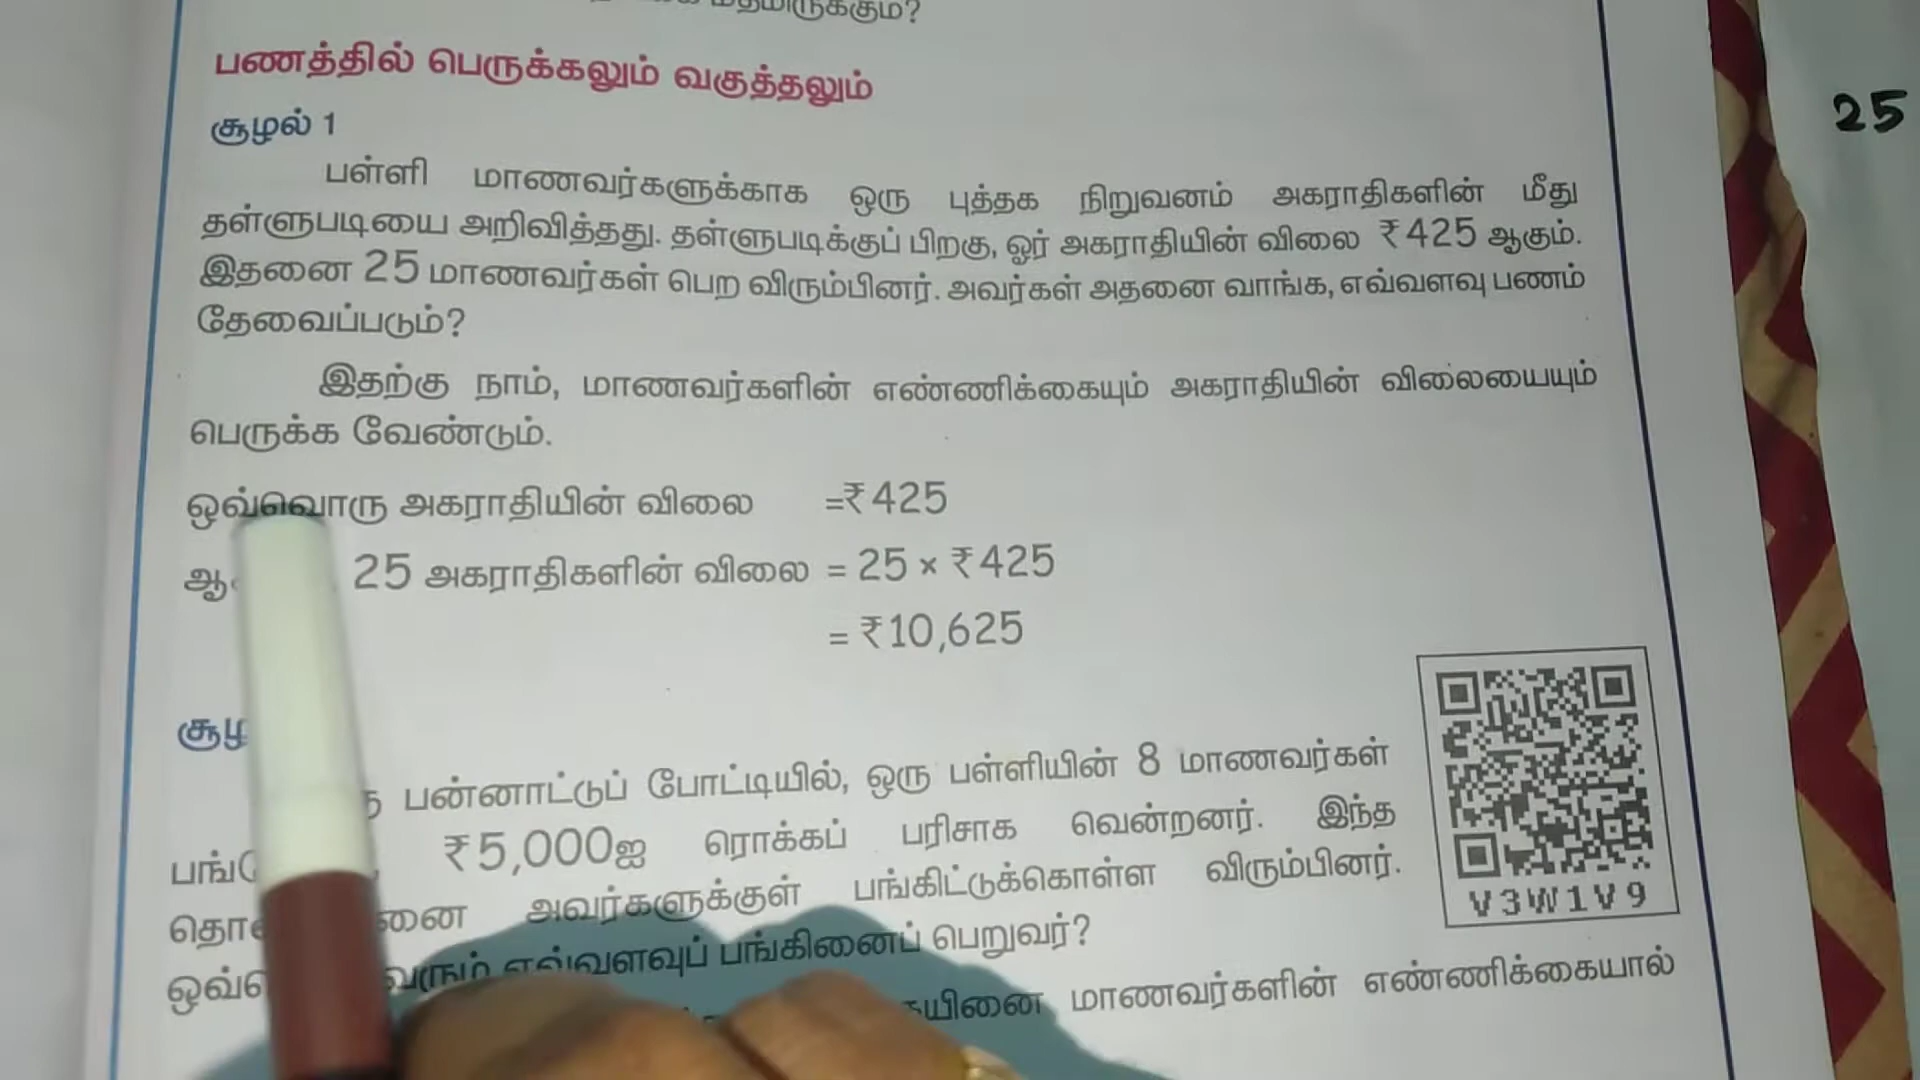 பணத்தில் பெருக்கலும் வகுத்தலும்
25
சூழல் 1
பள்ளி மாணவர்களுக்காக ஒரு புத்தக நிறுவனம் அகராதிகளின் மீது
தள்ளுபடியை அறிவித்தது. தள்ளுபடிக்குப் பிறகு, ஓர் அகராதியின் விலை ₹425 ஆகும்.
இதனை 25 மாணவர்கள் பெற விரும்பினர். அவர்கள் அதனை வாங்க, எவ்வளவு பணம்
தேவைப்படும்?
இதற்கு நாம், மாணவர்களின் எண்ணிக்கையும் அகராதியின் விலையையும்
பெருக்க வேண்டும்.
ஒவ்வொரு அகராதியின் விலை =₹425
25 அகராதிகளின் விலை = 25 × ₹425
= ₹10,625
பன்னாட்டுப் போட்டியில், ஒரு பள்ளியின் 8 மாணவர்கள்
₹5,000ஐ ரொக்கப் பரிசாக வென்றனர். இந்த
அவர்களுக்குள் பங்கிட்டுக்கொள்ள விரும்பினர்.
எவ்வளவுப் பங்கினைப் பெறுவர்?
மாணவர்களின் எண்ணிக்கையால்
V3W1V9